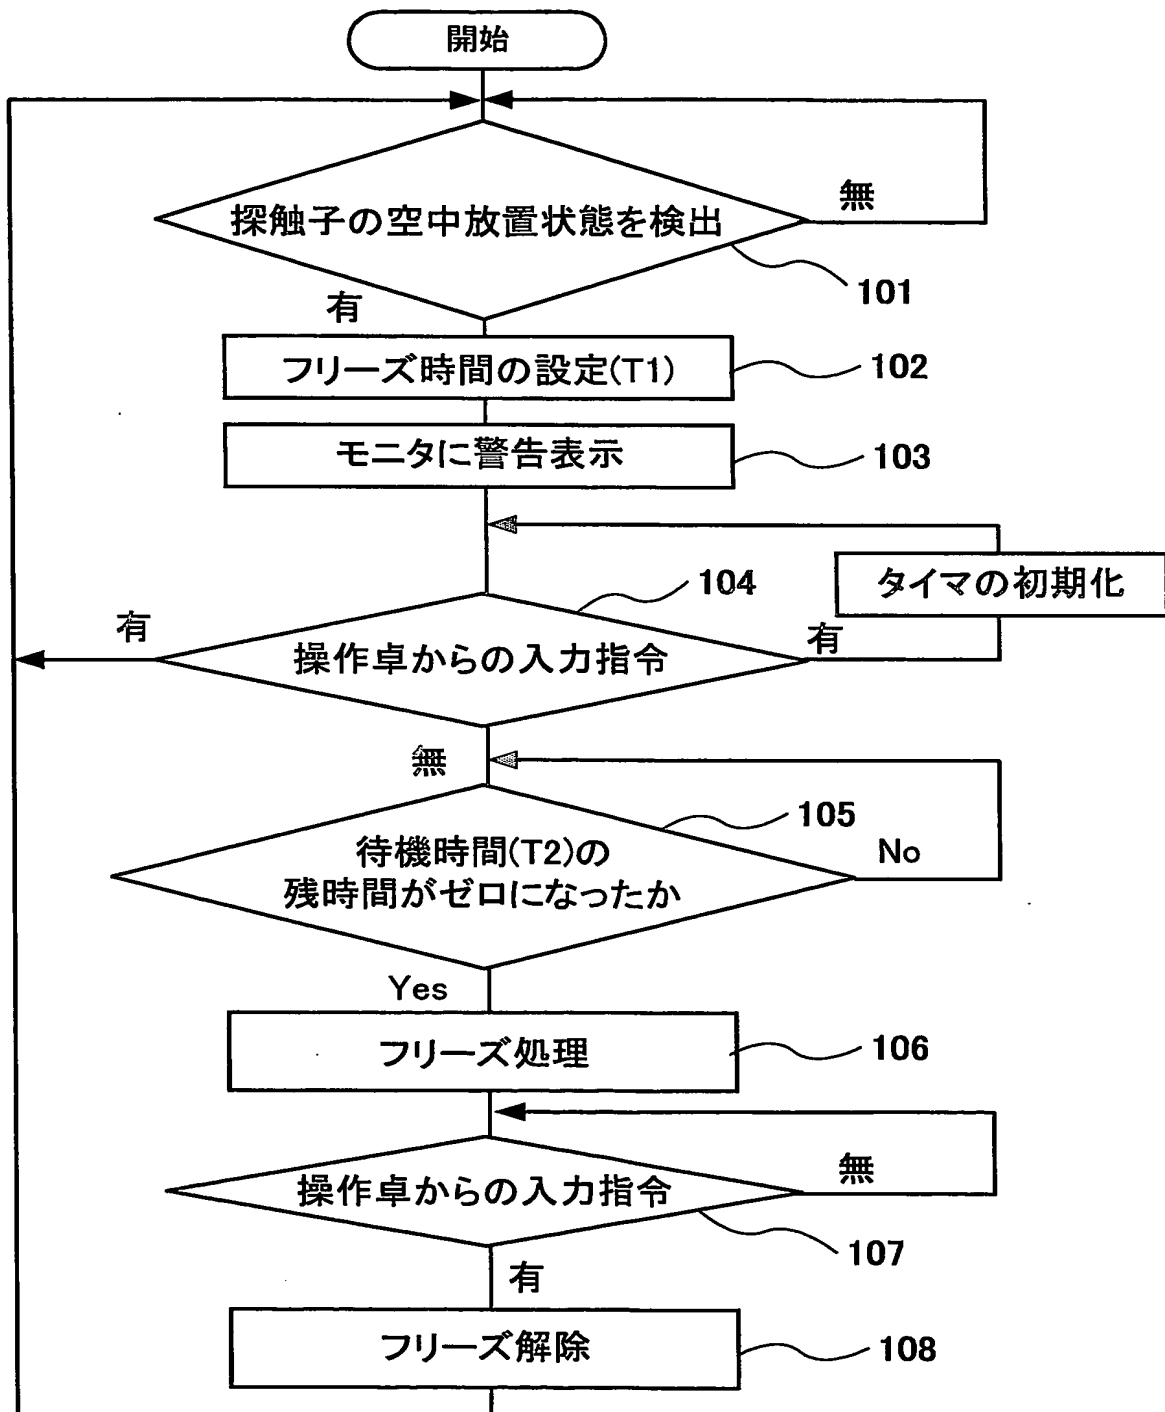 開始
無
探触子の空中放置状態を検出
101
有
フリーズ時間の設定(T1)
102
モニタに警告表示
103
タイマの初期化
104
有
有
操作卓からの入力指令
無
105
待機時間(T2)の
残時間がゼロになったか
No
Yes
フリーズ処理
106
無
操作卓からの入力指令
107
有
フリーズ解除
108